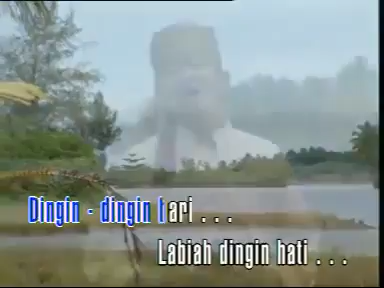 Dingin - dingin hari . . .
Labiah dingin hati . . .